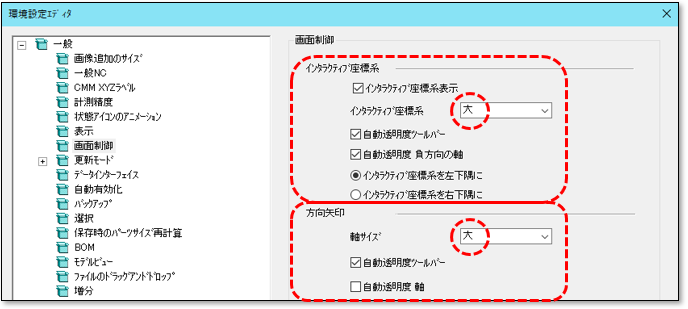 環境設定ｴﾃﾞｨﾀ
一般
画像追加のｻｲｽﾞ
一般NC
CMM XYZﾗﾍﾞﾙ
計測精度
状態ｱｲｺﾝのｱﾆﾒｰｼｮﾝ
表示
画面制御
更新ﾓｰﾄﾞ
ﾃﾞｰﾀｲﾝﾀｰﾌｪｲｽ
自動有効化
ﾊﾞｯｸｱｯﾌﾟ
選択
保存時のﾊﾟｰﾂｻｲｽﾞ再計算
BOM
ﾓﾃﾞﾙﾋﾞｭｰ
ﾌｧｲﾙのﾄﾞﾗｯｸﾞｱﾝﾄﾞﾄﾞﾛｯﾌﾟ
増分
画面制御
ｲﾝﾀﾗｸﾃｨﾌﾞ座標系
ｲﾝﾀﾗｸﾃｨﾌﾞ座標系表示
ｲﾝﾀﾗｸﾃｨﾌﾞ座標系 大
自動透明度ﾂｰﾙﾊﾞｰ
自動透明度 負方向の軸
ｲﾝﾀﾗｸﾃｨﾌﾞ座標系を左下隅に
ｲﾝﾀﾗｸﾃｨﾌﾞ座標系を右下隅に
方向矢印
軸ｻｲｽﾞ 大
自動透明度ﾂｰﾙﾊﾞｰ
自動透明度 軸